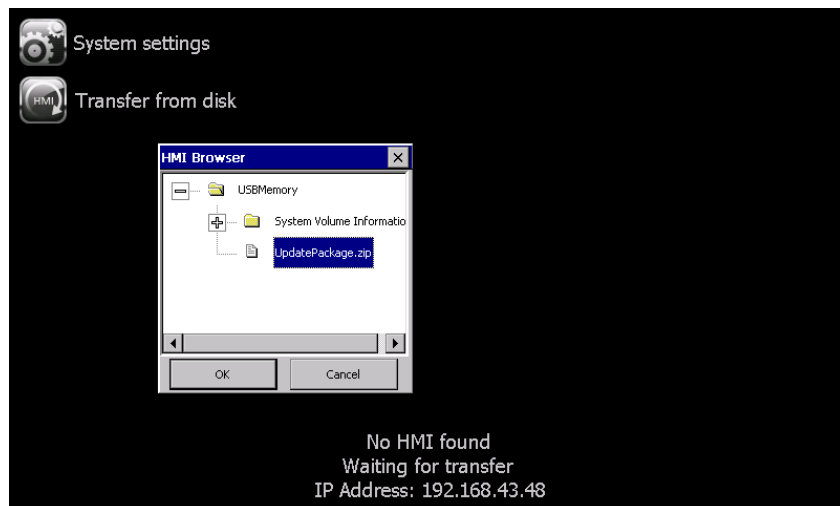 System settings
HMI
Transfer from disk
HMI Browser
USBMemory
System Volume Informatio
UpdatePackage.zip
OK
Cancel
No HMI found
Waiting for transfer
IP Address: 192.168.43.48